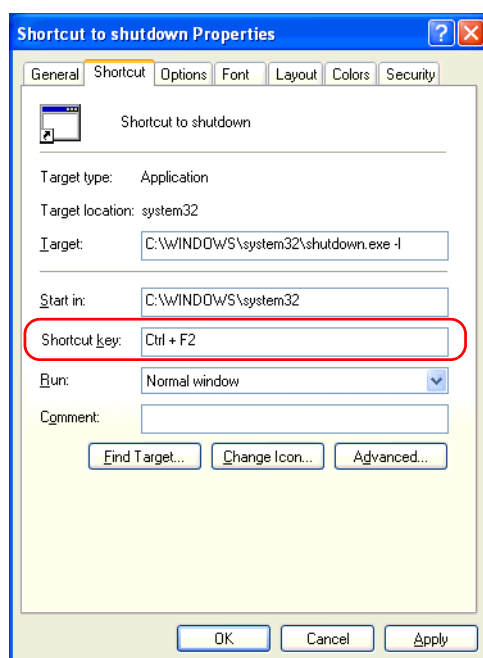 Shortcut to shutdown Properties
General Shortcut Options Font Layout Colors Security
Shortcut to shutdown
Target type: Application
Target location: system32
Target: C:\WINDOWS\system32\shutdown.exe -l
Start in: C:\WINDOWS\system32
Shortcut key: Ctrl + F2
Run: Normal window
Comment:
Find Target... Change Icon... Advanced...
OK Cancel Apply